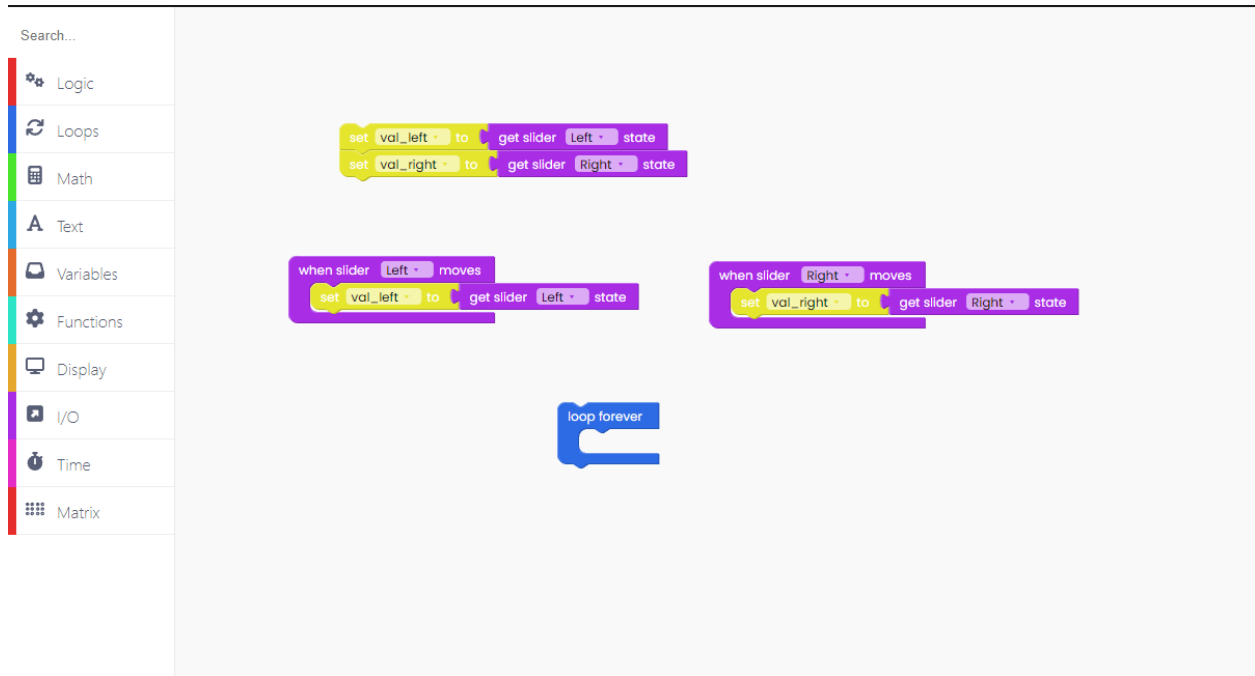 Search...
Logic
Loops
Math
Text
Variables
Functions
Display
I/O
Time
Matrix
set val_left to get slider Left state
set val_right to get slider Right state
when slider Left moves
set val_left to get slider Left state
when slider Right moves
set val_right to get slider Right state
loop forever